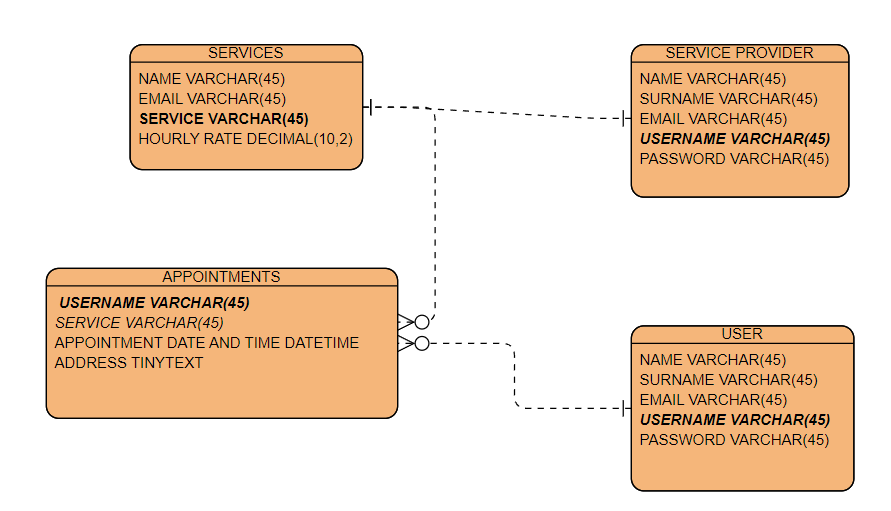 SERVICES
NAME VARCHAR(45)
EMAIL VARCHAR(45)
SERVICE VARCHAR(45)
HOURLY RATE DECIMAL(10,2)
SERVICE PROVIDER
NAME VARCHAR(45)
SURNAME VARCHAR(45)
EMAIL VARCHAR(45)
USERNAME VARCHAR(45)
PASSWORD VARCHAR(45)
APPOINTMENTS
USERNAME VARCHAR(45)
SERVICE VARCHAR(45)
APPOINTMENT DATE AND TIME DATETIME
ADDRESS TINYTEXT
USER
NAME VARCHAR(45)
SURNAME VARCHAR(45)
EMAIL VARCHAR(45)
USERNAME VARCHAR(45)
PASSWORD VARCHAR(45)